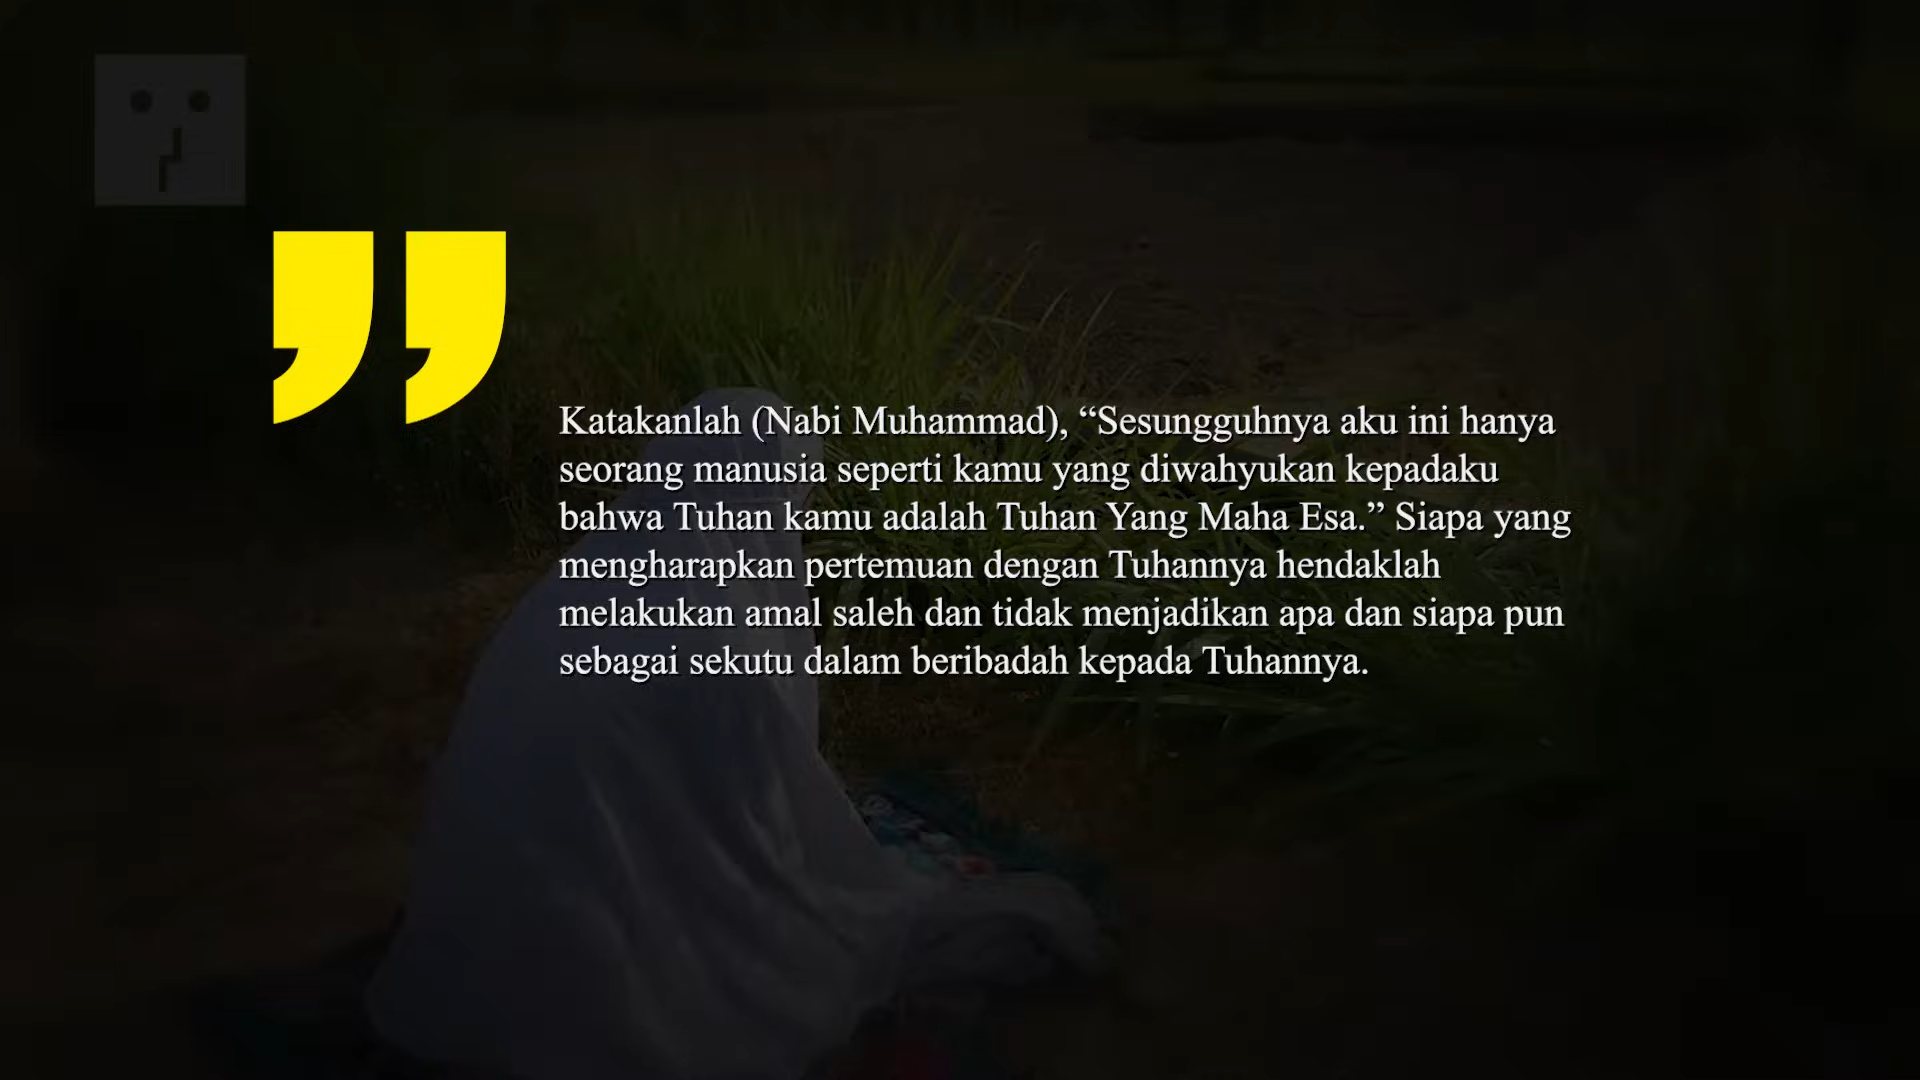 Katakanlah (Nabi Muhammad), “Sesungguhnya aku ini hanya
seorang manusia seperti kamu yang diwahyukan kepadaku
bahwa Tuhan kamu adalah Tuhan Yang Maha Esa.” Siapa yang
mengharapkan pertemuan dengan Tuhannya hendaklah
melakukan amal saleh dan tidak menjadikan apa dan siapa pun
sebagai sekutu dalam beribadah kepada Tuhannya.